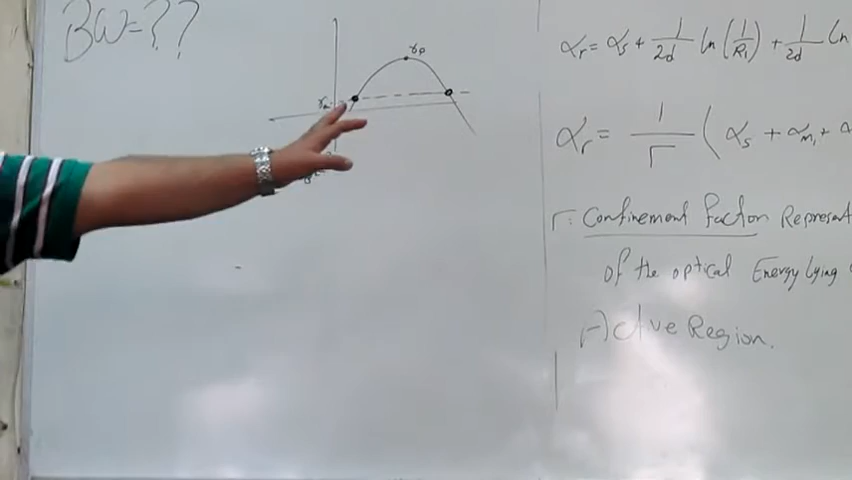 BW=??
γp
αr = αs + 1/2d ln(1/R1) + 1/2d ln
αr = 1/Γ (αs + αm1 +
Γ: Confinement factor Represent
of the optical Energy lying
Active Region.